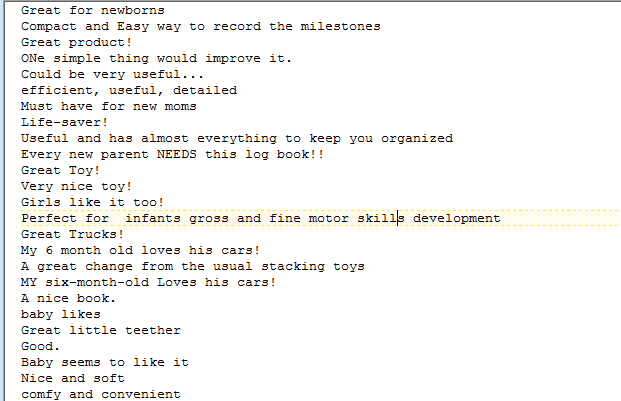 Great for newborns
Compact and Easy way to record the milestones
Great product!
ONe simple thing would improve it.
Could be very useful...
efficient, useful, detailed
Must have for new moms
Life-saver!
Useful and has almost everything to keep you organized
Every new parent NEEDS this log book!!
Great Toy!
Very nice toy!
Girls like it too!
Perfect for  infants gross and fine motor skills development
Great Trucks!
My 6 month old loves his cars!
A great change from the usual stacking toys
MY six-month-old Loves his cars!
A nice book.
baby likes
Great little teether
Good.
Baby seems to like it
Nice and soft
comfy and convenient